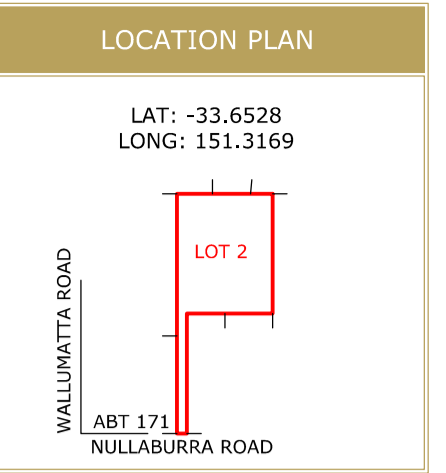 LOCATION PLAN
LAT: -33.6528
LONG: 151.3169
LOT 2
WALLUMATTA ROAD
ABT 171
NULLABURRA ROAD